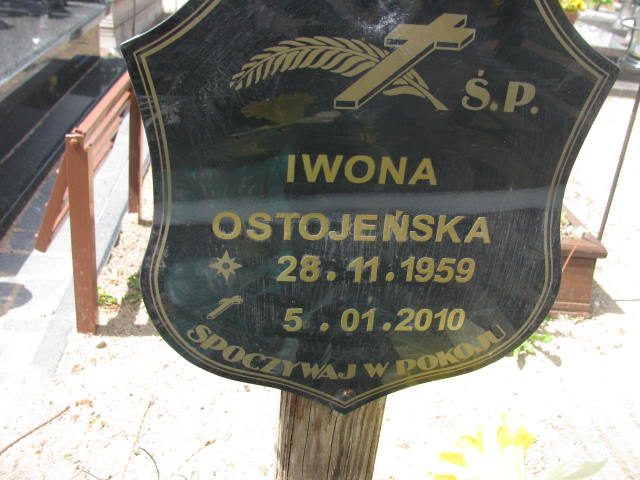 Ś.P.
IWONA
OSTOJEŃSKA
28.11.1959
5.01.2010
SPOCZYWAJ W POKOJU